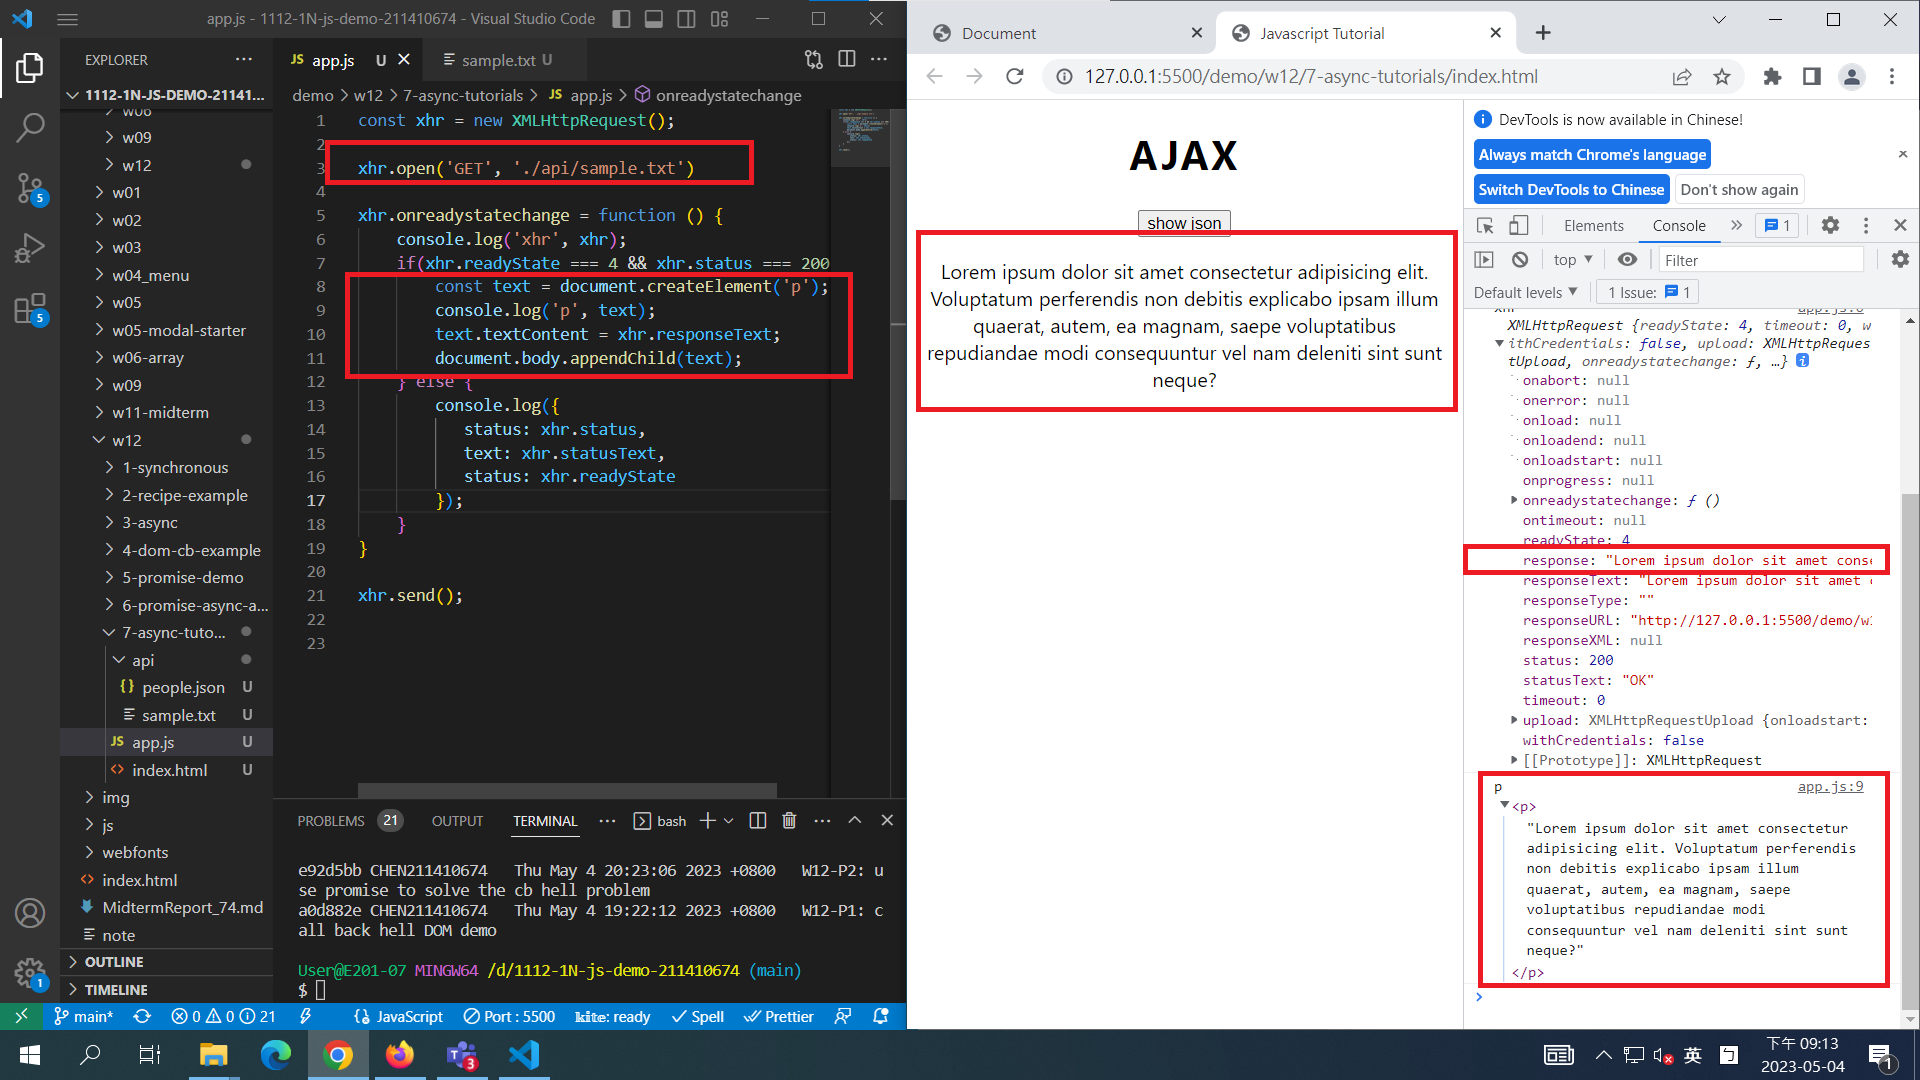 app.js - 1112-1N-js-demo-211410674 - Visual Studio Code
EXPLORER
1112-1N-JS-DEMO-21141...
w06
w09
w12
w01
w02
w03
w04_menu
w05
w05-modal-starter
w06-array
w09
w11-midterm
w12
1-synchronous
2-recipe-example
3-async
4-dom-cb-example
5-promise-demo
6-promise-async-a...
7-async-tuto...
api
people.json U
sample.txt U
app.js U
index.html U
img
js
webfonts
index.html
MidtermReport_74.md
note
OUTLINE
TIMELINE
5
5
1
JS app.js U
sample.txt U
demo > w12 > 7-async-tutorials > JS app.js > onreadystatechange
1 const xhr = new XMLHttpRequest();
2
3 xhr.open('GET', './api/sample.txt')
4
5 xhr.onreadystatechange = function () {
6 console.log('xhr', xhr);
7 if(xhr.readyState === 4 && xhr.status === 200
8 const text = document.createElement('p');
9 console.log('p', text);
10 text.textContent = xhr.responseText;
11 document.body.appendChild(text);
12 } else {
13 console.log({
14 status: xhr.status,
15 text: xhr.statusText,
16 status: xhr.readyState
17 });
18 }
19 }
20
21 xhr.send();
22
23
PROBLEMS 21 OUTPUT TERMINAL ... bash
e92d5bb CHEN211410674 Thu May 4 20:23:06 2023 +0800 W12-P2: u
se promise to solve the cb hell problem
a0d882e CHEN211410674 Thu May 4 19:22:12 2023 +0800 W12-P1: c
all back hell DOM demo
User@E201-07 MINGW64 /d/1112-1N-js-demo-211410674 (main)
$
main* 0 0 21 JavaScript Port : 5500 kite: ready Spell Prettier
Document
Javascript Tutorial
127.0.0.1:5500/demo/w12/7-async-tutorials/index.html
AJAX
show json
Lorem ipsum dolor sit amet consectetur adipisicing elit.
Voluptatum perferendis non debitis explicabo ipsam illum
quaerat, autem, ea magnam, saepe voluptatibus
repudiandae modi consequuntur vel nam deleniti sint sunt
neque?
DevTools is now available in Chinese!
Always match Chrome's language
Switch DevTools to Chinese Don't show again
Elements Console 1
top Filter
Default levels 1 Issue: 1
xhr app.js:6
XMLHttpRequest {readyState: 4, timeout: 0, w
ithCredentials: false, upload: XMLHttpReques
tUpload, onreadystatechange: ƒ, …}
onabort: null
onerror: null
onload: null
onloadend: null
onloadstart: null
onprogress: null
onreadystatechange: ƒ ()
ontimeout: null
readyState: 4
response: "Lorem ipsum dolor sit amet conse
responseText: "Lorem ipsum dolor sit amet c
responseType: ""
responseURL: "http://127.0.0.1:5500/demo/w1
responseXML: null
status: 200
statusText: "OK"
timeout: 0
upload: XMLHttpRequestUpload {onloadstart:
withCredentials: false
[[Prototype]]: XMLHttpRequest
p app.js:9
<p>
"Lorem ipsum dolor sit amet consectetur
adipisicing elit. Voluptatum perferendis
non debitis explicabo ipsam illum
quaerat, autem, ea magnam, saepe
voluptatibus repudiandae modi
consequuntur vel nam deleniti sint sunt
neque?"
</p>
3
英
下午 09:13
2023-05-04
1